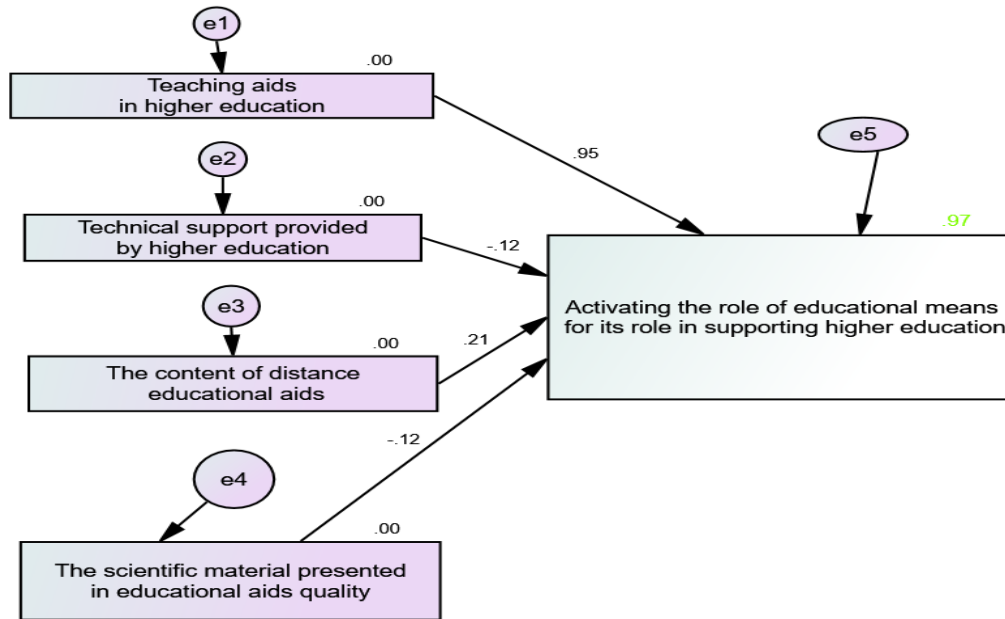 e1
.00
Teaching aids
in higher education
.95
e5
e2
.00
Technical support provided
by higher education
-.12
.97
Activating the role of educational means
for its role in supporting higher education
e3
.00
.21
The content of distance
educational aids
-.12
e4
.00
The scientific material presented
in educational aids quality